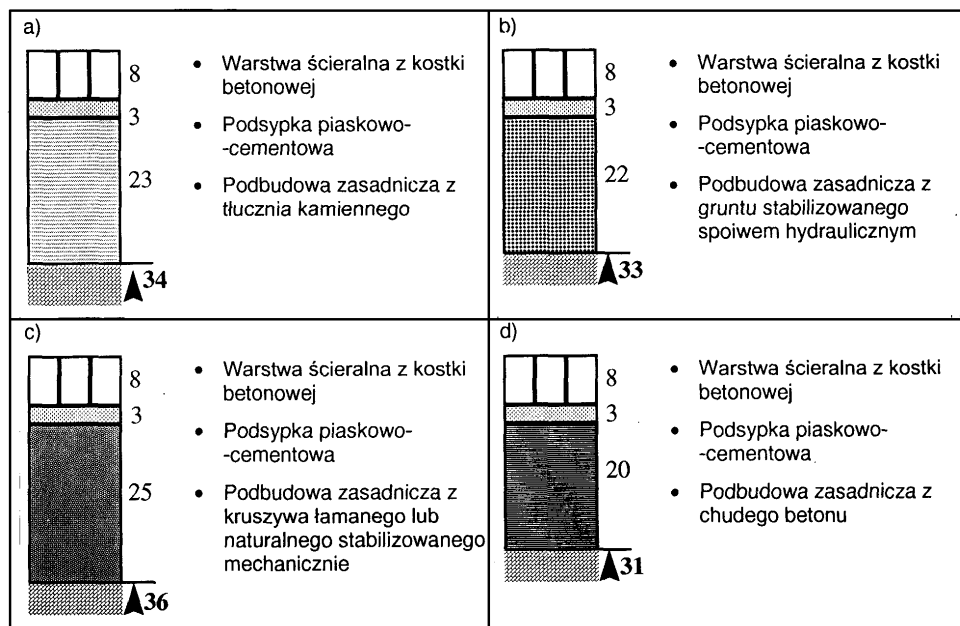 a)
8
3
23
34
• Warstwa ścieralna z kostki
betonowej
• Podsypka piaskowo-
-cementowa
• Podbudowa zasadnicza z
tłucznia kamiennego
b)
8
3
22
33
• Warstwa ścieralna z kostki
betonowej
• Podsypka piaskowo-
-cementowa
• Podbudowa zasadnicza z
gruntu stabilizowanego
spoiwem hydraulicznym
c)
8
3
25
36
• Warstwa ścieralna z kostki
betonowej
• Podsypka piaskowo-
-cementowa
• Podbudowa zasadnicza z
kruszywa łamanego lub
naturalnego stabilizowanego
mechanicznie
d)
8
3
20
31
• Warstwa ścieralna z kostki
betonowej
• Podsypka piaskowo-
-cementowa
• Podbudowa zasadnicza z
chudego betonu